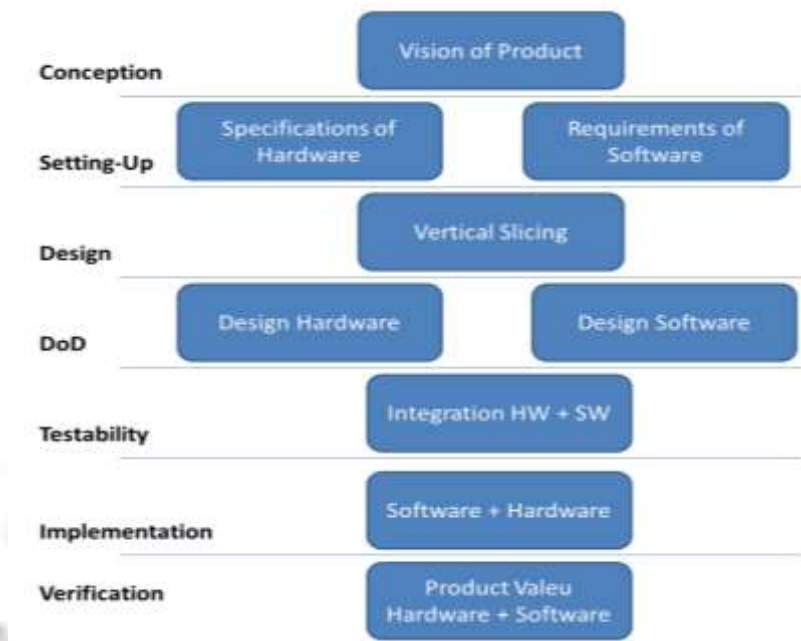 Vision of Product
Conception
Specifications of
Hardware
Requirements of
Software
Setting-Up
Vertical Slicing
Design
Design Hardware
Design Software
DoD
Integration HW + SW
Testability
Software + Hardware
Implementation
Product Valeu
Hardware + Software
Verification